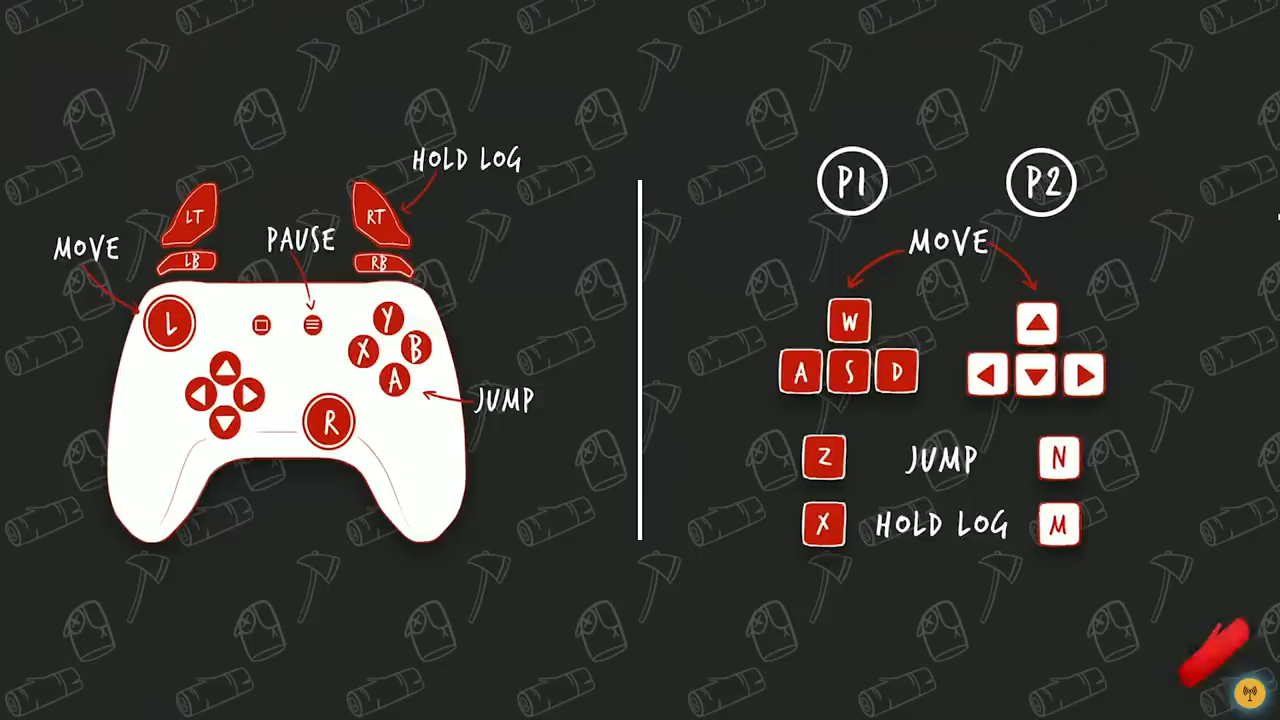 HOLD LOG
LT
RT
MOVE
PAUSE
LB
RB
L
Y
X
B
A
R
JUMP
P1
P2
MOVE
W
A S D
Z JUMP N
X HOLD LOG M